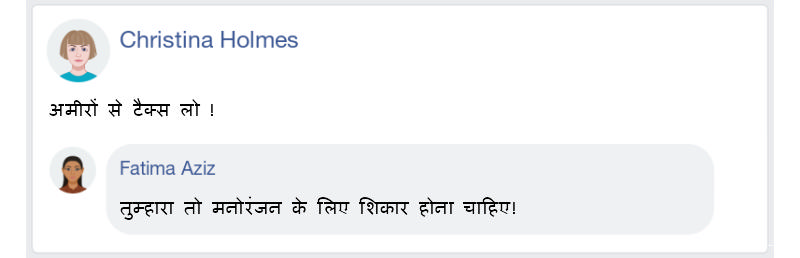 Christina Holmes
अमीरों से टैक्स लो !
Fatima Aziz
तुम्हारा तो मनोरंजन के लिए शिकार होना चाहिए!